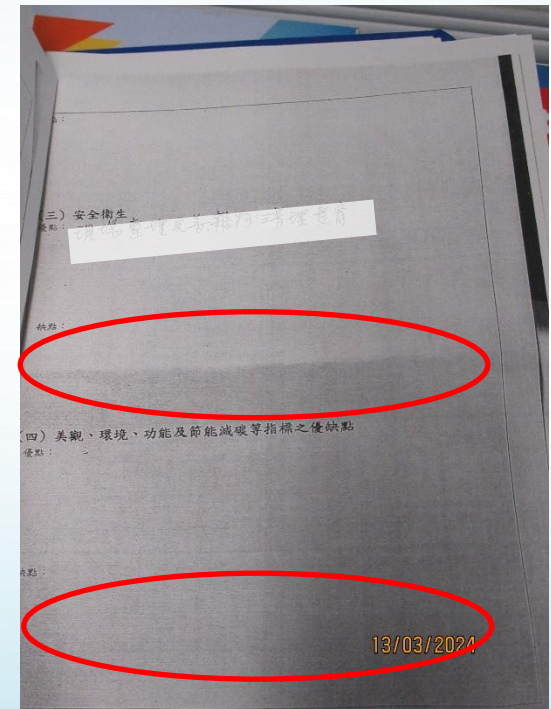 (三) 安全衛生
優點:
缺點:
(四) 美觀、環境、功能及節能減碳等指標之優缺點
優點:
缺點:
13/03/2024